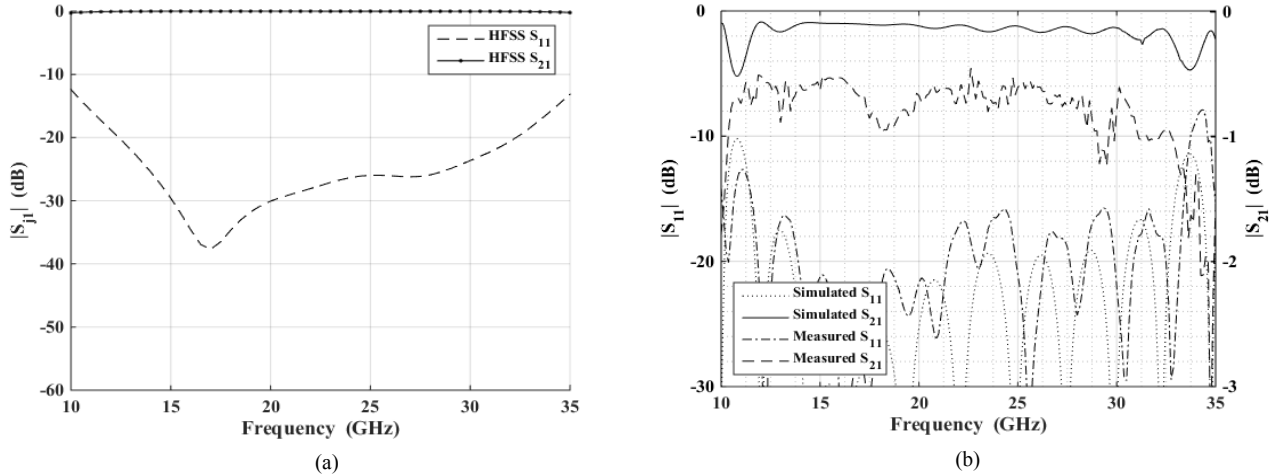 0
-10
-20
-30
-40
-50
-60
|Sj1| (dB)
HFSS S11
HFSS S21
10 15 20 25 30 35
Frequency (GHz)
(a)
0
-10
-20
-30
|S11| (dB)
Simulated S11
Simulated S21
Measured S11
Measured S21
0
-1
-2
-3
|S21| (dB)
10 15 20 25 30 35
Frequency (GHz)
(b)